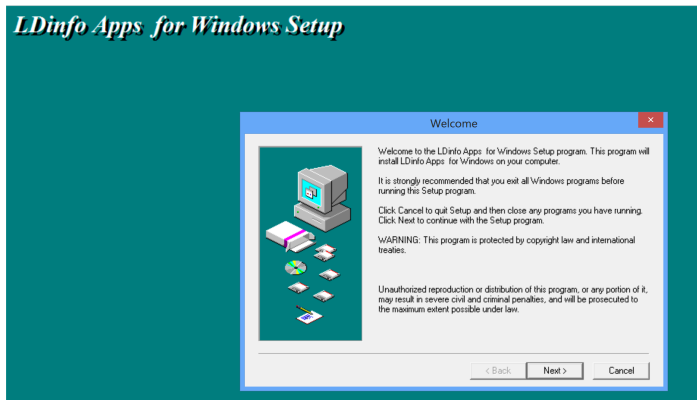 LDinfo Apps for Windows Setup
Welcome
Welcome to the LDinfo Apps for Windows Setup program. This program will
install LDinfo Apps for Windows on your computer.
It is strongly recommended that you exit all Windows programs before
running this Setup program.
Click Cancel to quit Setup and then close any programs you have running.
Click Next to continue with the Setup program.
WARNING: This program is protected by copyright law and international
treaties.
Unauthorized reproduction or distribution of this program, or any portion of it,
may result in severe civil and criminal penalties, and will be prosecuted to
the maximum extent possible under law.
< Back Next > Cancel